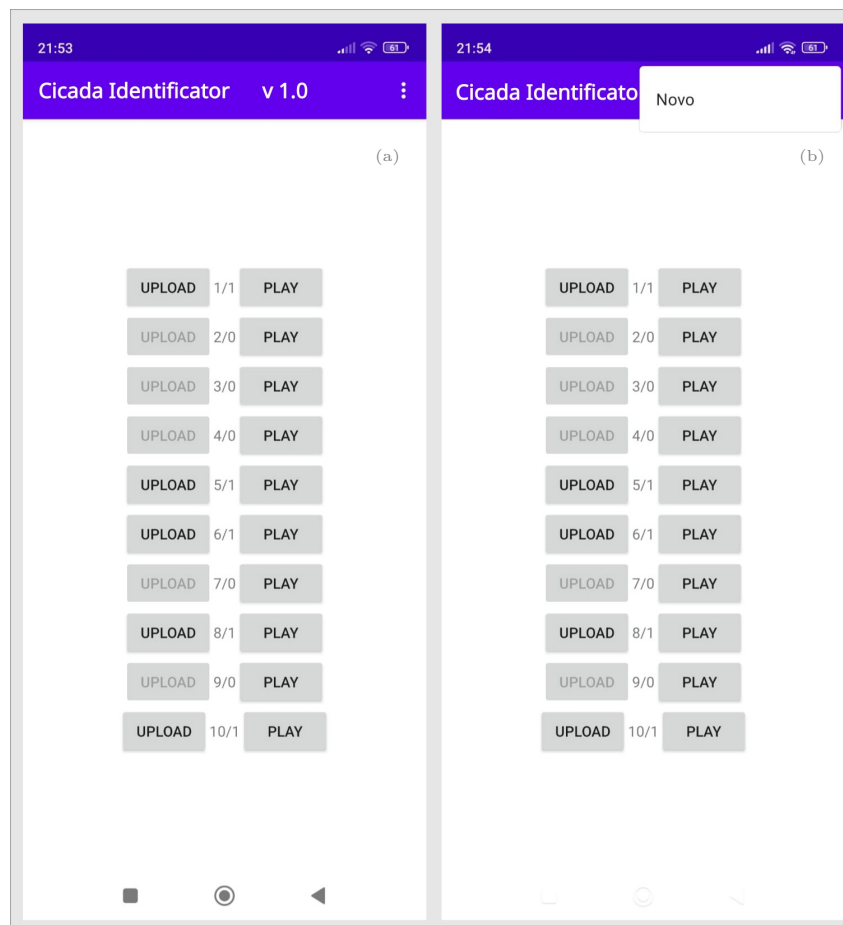 21:53
61
Cicada Identificator v 1.0
(a)
UPLOAD 1/1 PLAY
UPLOAD 2/0 PLAY
UPLOAD 3/0 PLAY
UPLOAD 4/0 PLAY
UPLOAD 5/1 PLAY
UPLOAD 6/1 PLAY
UPLOAD 7/0 PLAY
UPLOAD 8/1 PLAY
UPLOAD 9/0 PLAY
UPLOAD 10/1 PLAY
21:54
61
Cicada Identificato
Novo
(b)
UPLOAD 1/1 PLAY
UPLOAD 2/0 PLAY
UPLOAD 3/0 PLAY
UPLOAD 4/0 PLAY
UPLOAD 5/1 PLAY
UPLOAD 6/1 PLAY
UPLOAD 7/0 PLAY
UPLOAD 8/1 PLAY
UPLOAD 9/0 PLAY
UPLOAD 10/1 PLAY